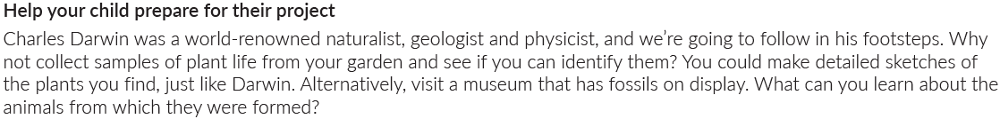 Help your child prepare for their project
Charles Darwin was a world-renowned naturalist, geologist and physicist, and we're going to follow in his footsteps. Why
not collect samples of plant life from your garden and see if you can identify them? You could make detailed sketches of
the plants you find, just like Darwin. Alternatively, visit a museum that has fossils on display. What can you learn about the
animals from which they were formed?